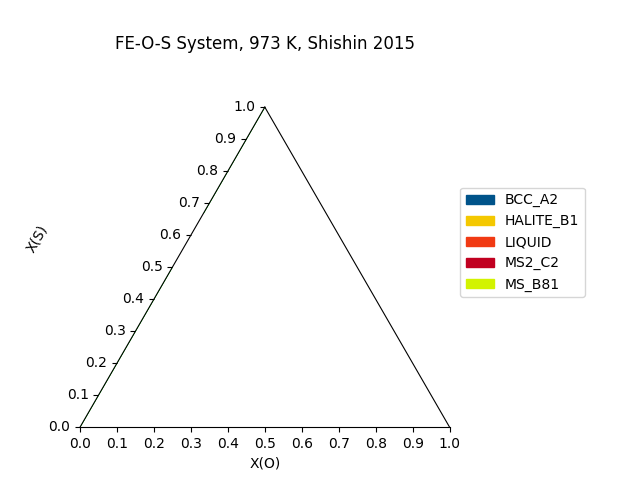 FE-O-S System, 973 K, Shishin 2015
1.0
0.9
0.8
0.7
0.6
0.5
0.4
0.3
0.2
0.1
0.0
X(S)
0.0 0.1 0.2 0.3 0.4 0.5 0.6 0.7 0.8 0.9 1.0
X(O)
BCC_A2
HALITE_B1
LIQUID
MS2_C2
MS_B81